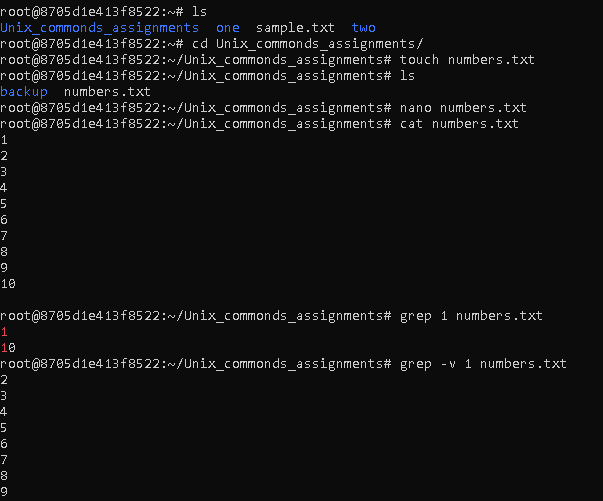 root@8705d1e413f8522:~# ls
Unix_commonds_assignments  one  sample.txt  two
root@8705d1e413f8522:~# cd Unix_commonds_assignments/
root@8705d1e413f8522:~/Unix_commonds_assignments# touch numbers.txt
root@8705d1e413f8522:~/Unix_commonds_assignments# ls
backup  numbers.txt
root@8705d1e413f8522:~/Unix_commonds_assignments# nano numbers.txt
root@8705d1e413f8522:~/Unix_commonds_assignments# cat numbers.txt
1
2
3
4
5
6
7
8
9
10
root@8705d1e413f8522:~/Unix_commonds_assignments# grep 1 numbers.txt
1
10
root@8705d1e413f8522:~/Unix_commonds_assignments# grep -v 1 numbers.txt
2
3
4
5
6
7
8
9